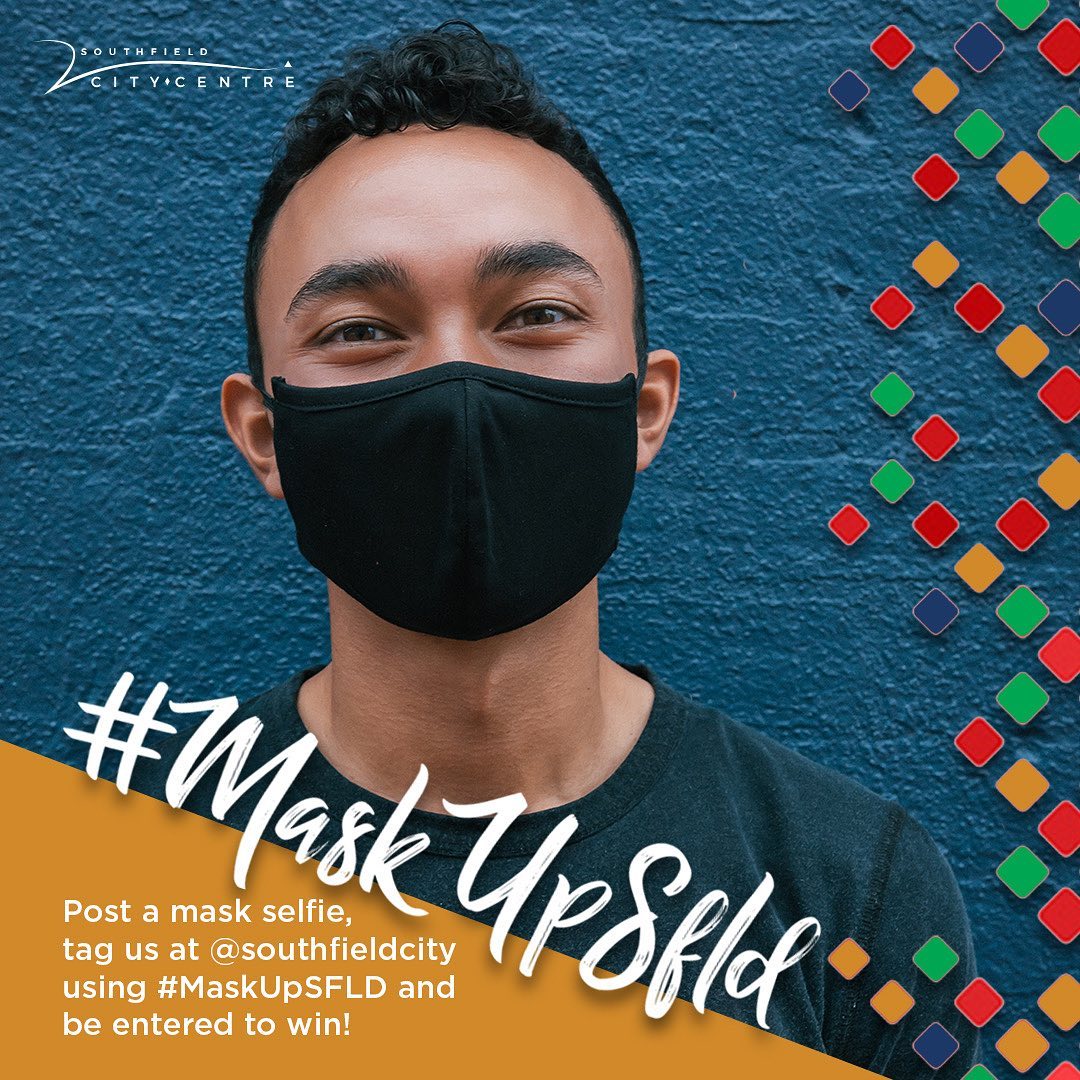 SOUTHFIELD
CITY♦CENTRE
#MaskUpSfld
Post a mask selfie,
tag us at @southfieldcity
using #MaskUpSFLD and
be entered to win!